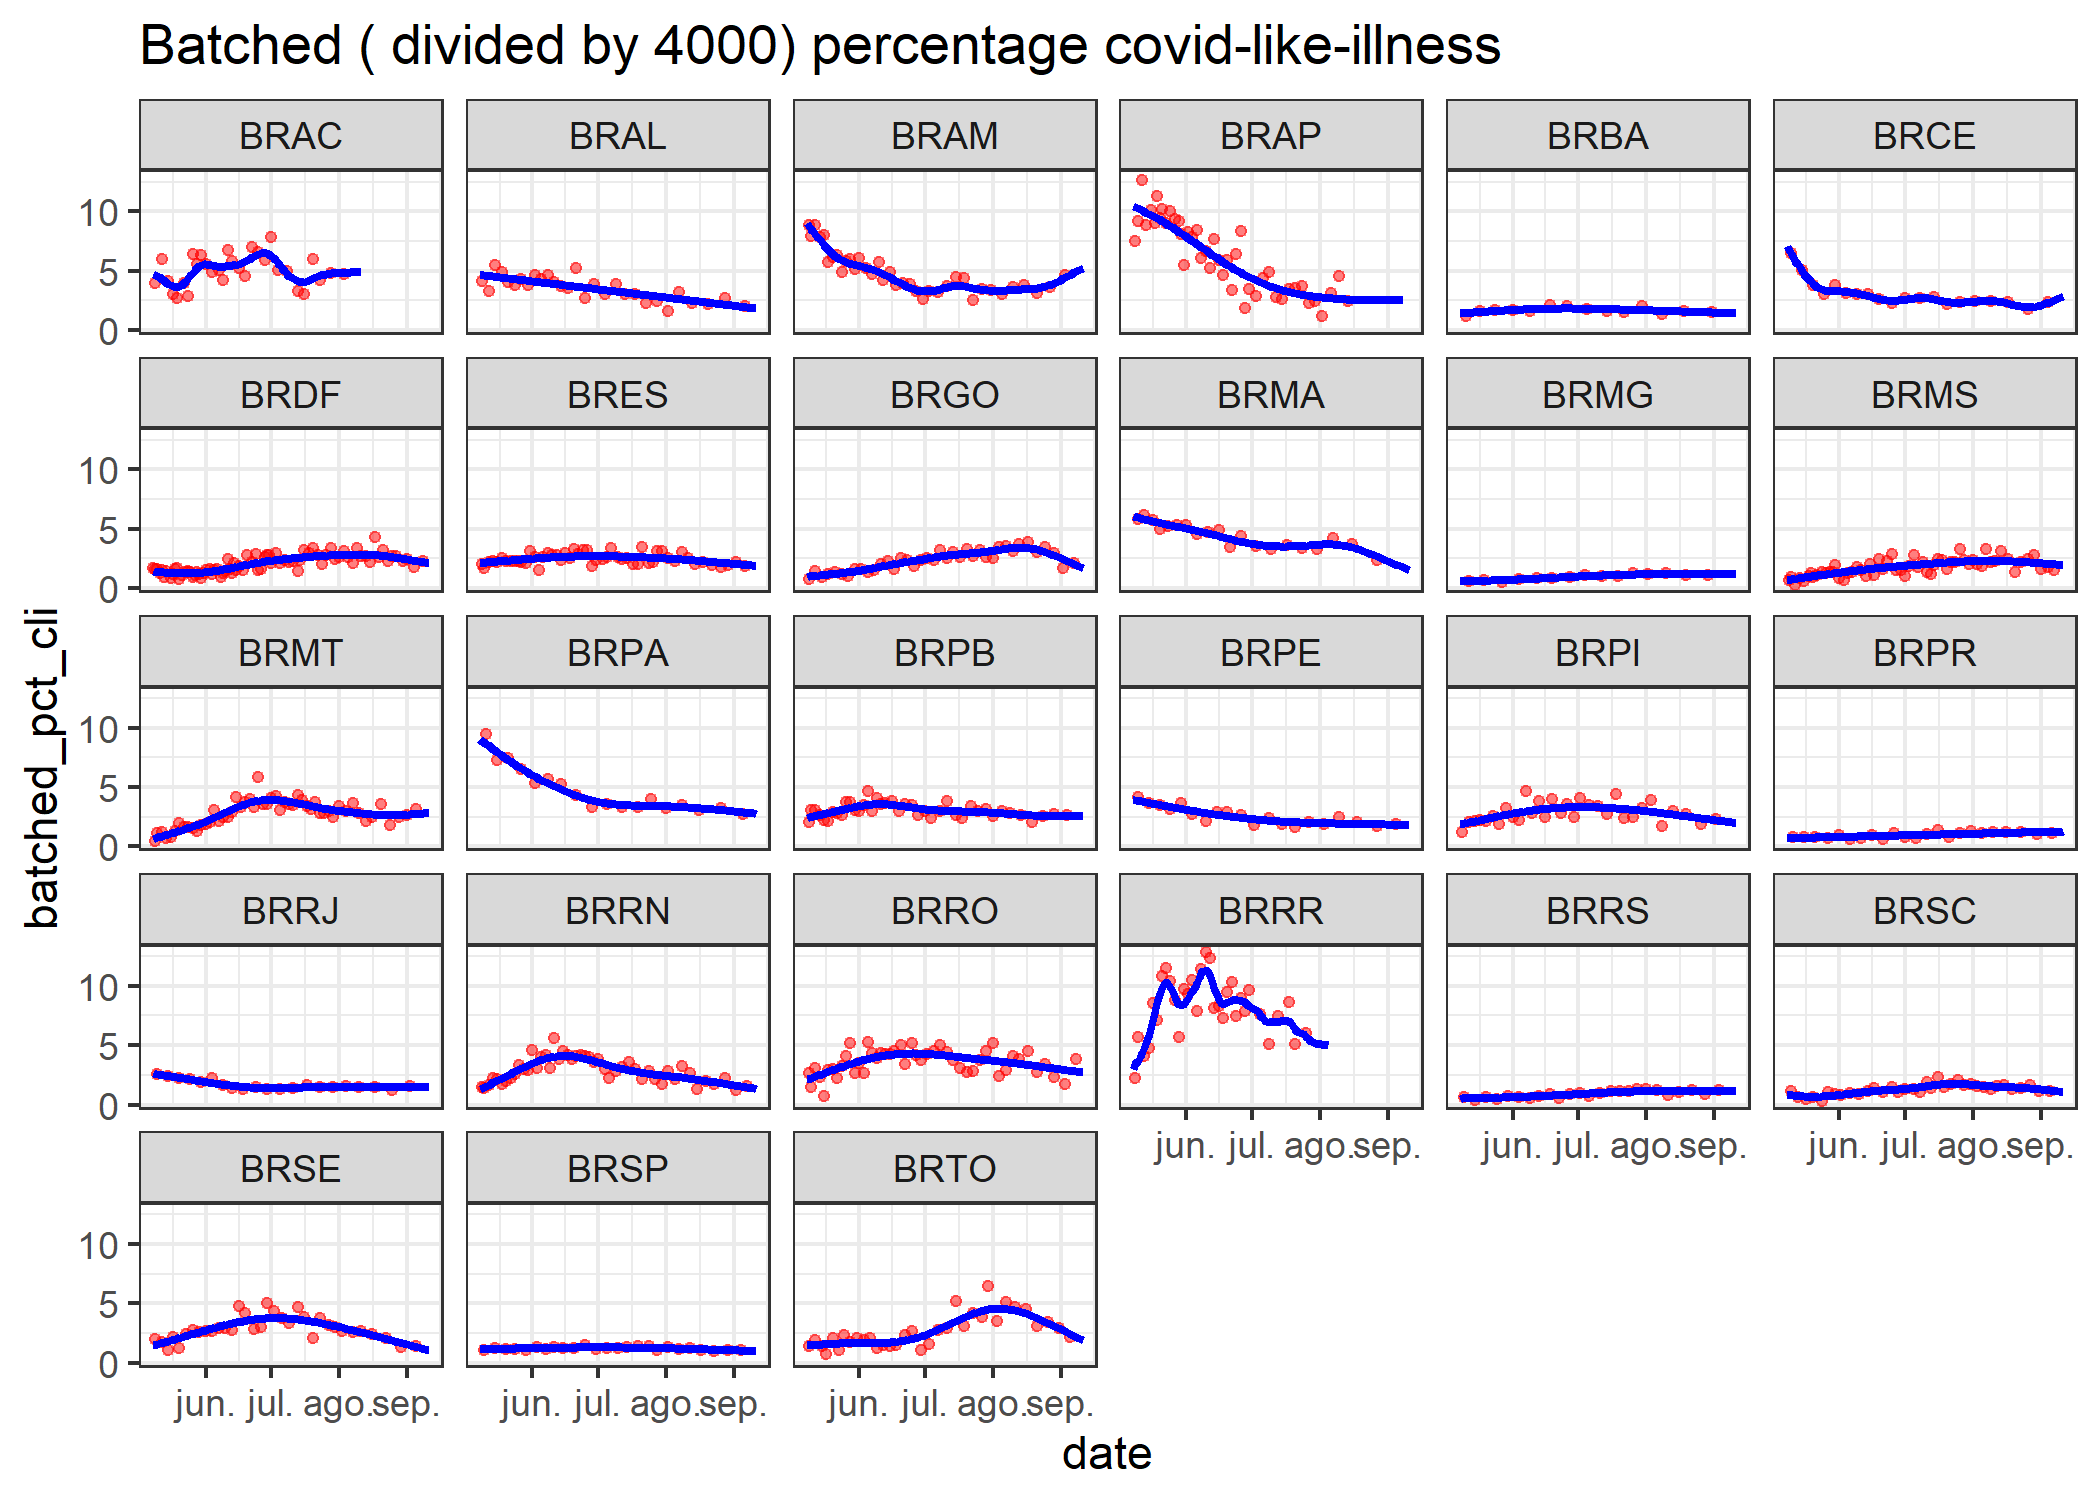 Batched ( divided by 4000) percentage covid-like-illness
BRAC BRAL BRAM BRAP BRBA BRCE
10
5
0
BRDF BRES BRGO BRMA BRMG BRMS
10
5
0
BRMT BRPA BRPB BRPE BRPI BRPR
10
5
0
BRRJ BRRN BRRO BRRR BRRS BRSC
10
5
0
jun. jul. ago. sep. jun. jul. ago. sep. jun. jul. ago. sep.
BRSE BRSP BRTO
10
5
0
jun. jul. ago. sep. jun. jul. ago. sep. jun. jul. ago. sep.
date
batched_pct_cli